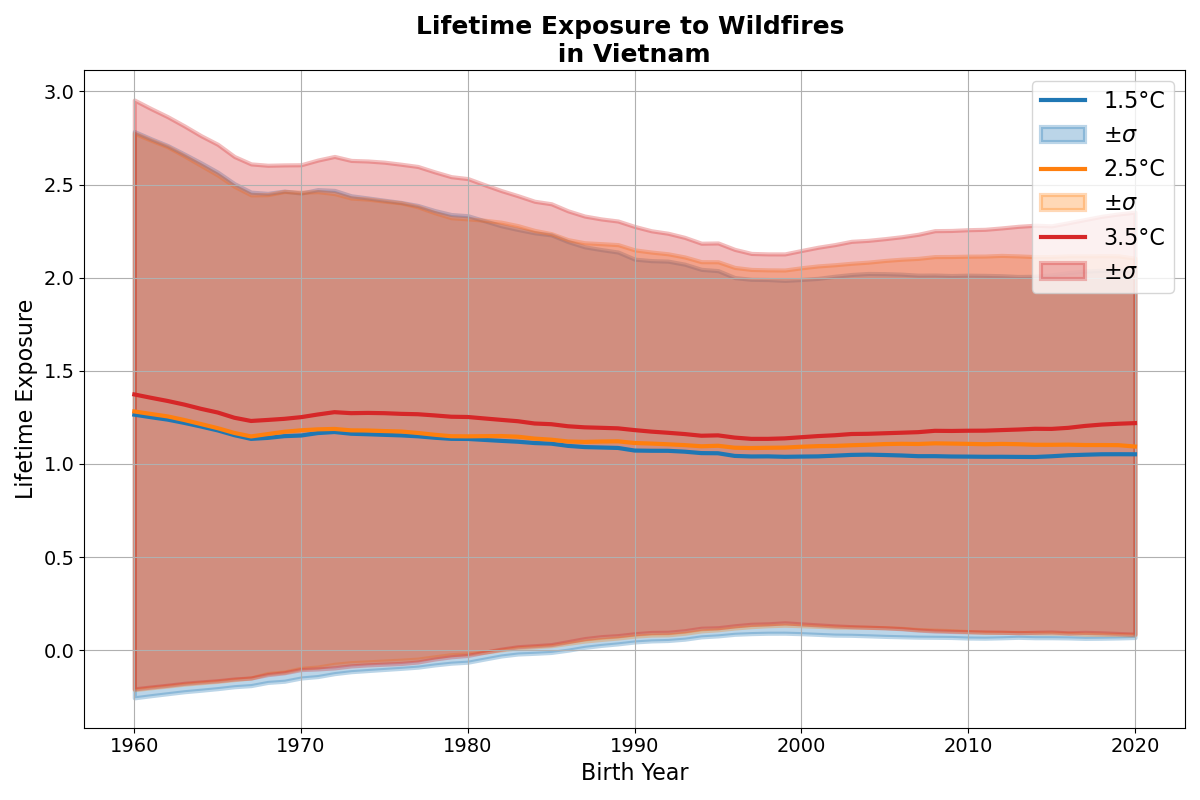 Lifetime Exposure to Wildfires
in Vietnam
3.0
2.5
2.0
1.5
1.0
0.5
0.0
Lifetime Exposure
1.5°C
±σ
2.5°C
±σ
3.5°C
±σ
1960
1970
1980
1990
2000
2010
2020
Birth Year